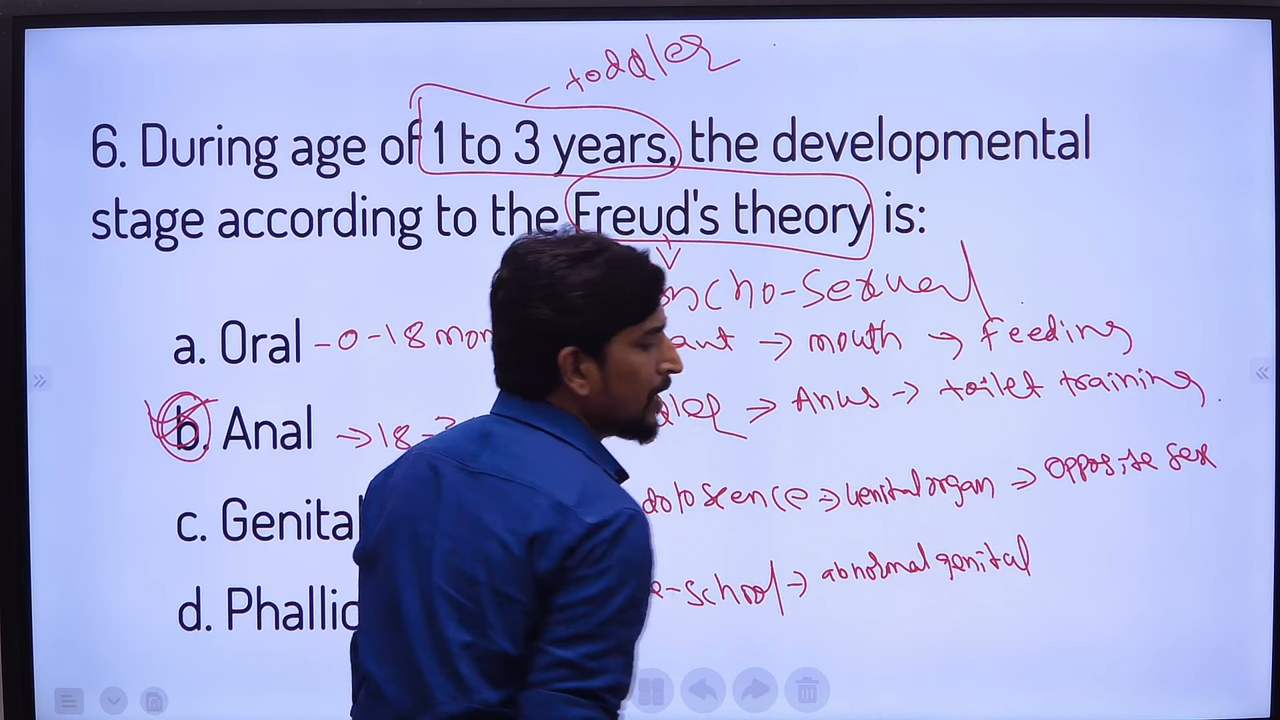 toddler
6. During age of 1 to 3 years, the developmental
stage according to the Freud's theory is:
cho-sexual
a. Oral - 0-18 mon ant → mouth → feeding
b. Anal → 18-3 → Anus → toilet training
c. Genital doloscence → Genital organ → opposite sex
d. Phallic e-school → abnormal genital